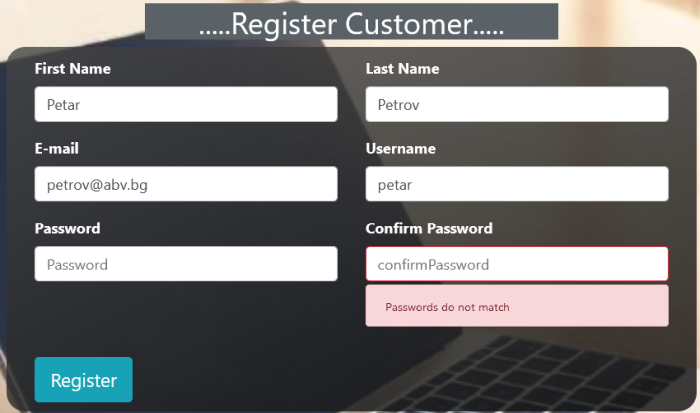 .....Register Customer.....
First Name
Last Name
Petar
Petrov
E-mail
Username
petrov@abv.bg
petar
Password
Confirm Password
Password
confirmPassword
Passwords do not match
Register